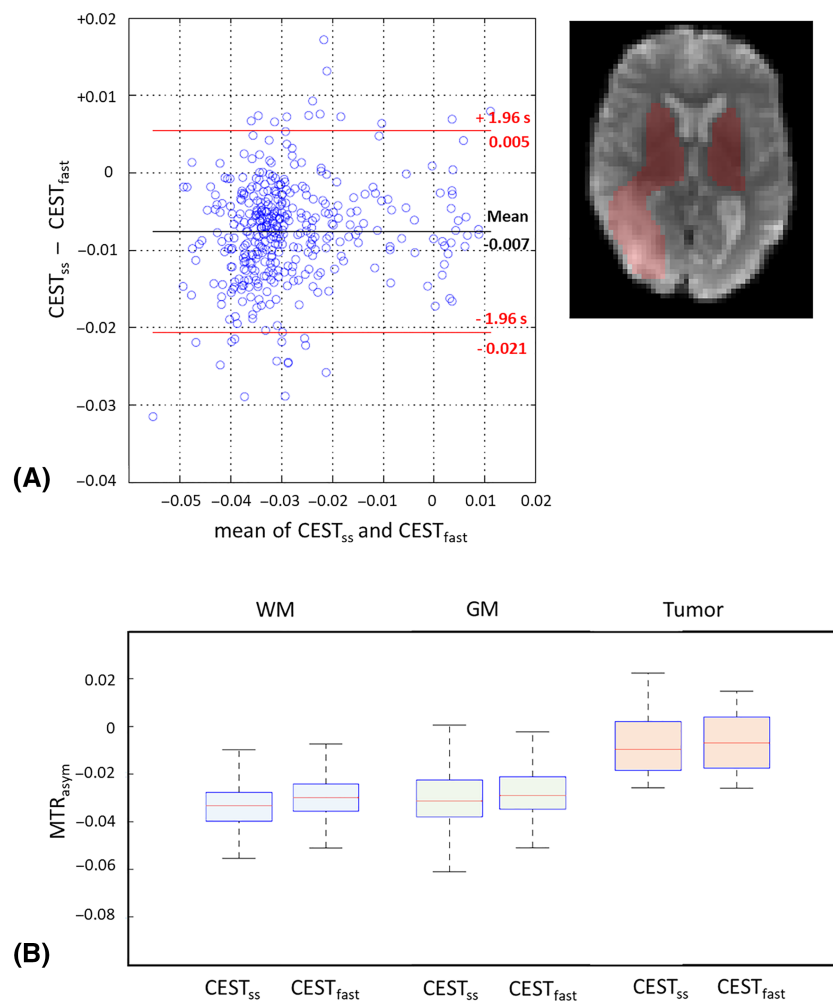 +0.02
+0.01
0
−0.01
−0.02
−0.03
−0.04
CESTss − CESTfast
+ 1.96 s
0.005
Mean
-0.007
- 1.96 s
- 0.021
−0.05 −0.04 −0.03 −0.02 −0.01 0 0.01 0.02
mean of CESTss and CESTfast
(A)
WM GM Tumor
0.02
0
−0.02
−0.04
−0.06
−0.08
MTRasym
(B)
CESTss CESTfast CESTss CESTfast CESTss CESTfast